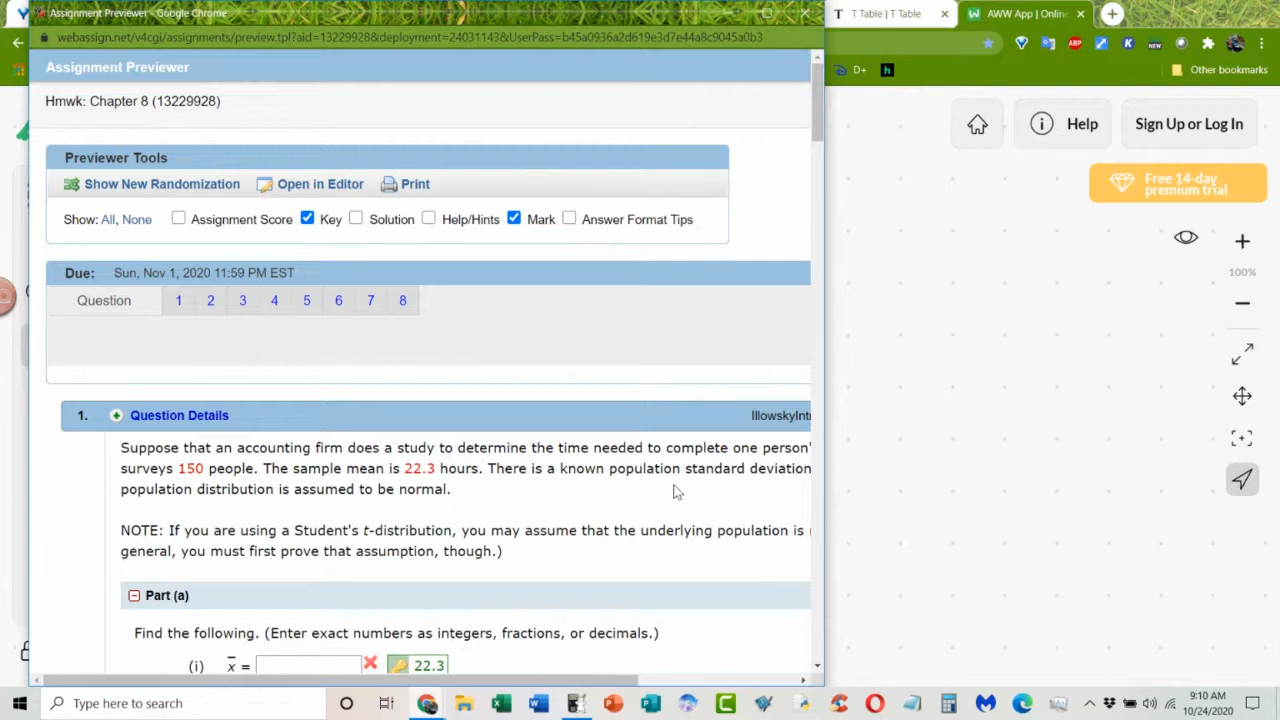 Assignment Previewer - Google Chrome
T Table | T Table
AWW App | Online
webassign.net/v4cgi/assignments/preview.tpl?aid=13229928&deployment=24031143&UserPass=b45a0936a2d619e3d7e44a8c9045a0b3
ABP
NEW
D+
h
Other bookmarks
Assignment Previewer
Hmwk: Chapter 8 (13229928)
Help
Sign Up or Log In
Previewer Tools
Free 14-day
premium trial
Show New Randomization Open in Editor Print
Show: All, None Assignment Score Key Solution Help/Hints Mark Answer Format Tips
100%
Due: Sun, Nov 1, 2020 11:59 PM EST
Question 1 2 3 4 5 6 7 8
1. Question Details IllowskyInt
Suppose that an accounting firm does a study to determine the time needed to complete one person'
surveys 150 people. The sample mean is 22.3 hours. There is a known population standard deviation
population distribution is assumed to be normal.
NOTE: If you are using a Student's t-distribution, you may assume that the underlying population is
general, you must first prove that assumption, though.)
Part (a)
Find the following. (Enter exact numbers as integers, fractions, or decimals.)
(i) x̄ = 22.3
Type here to search
9:10 AM
10/24/2020